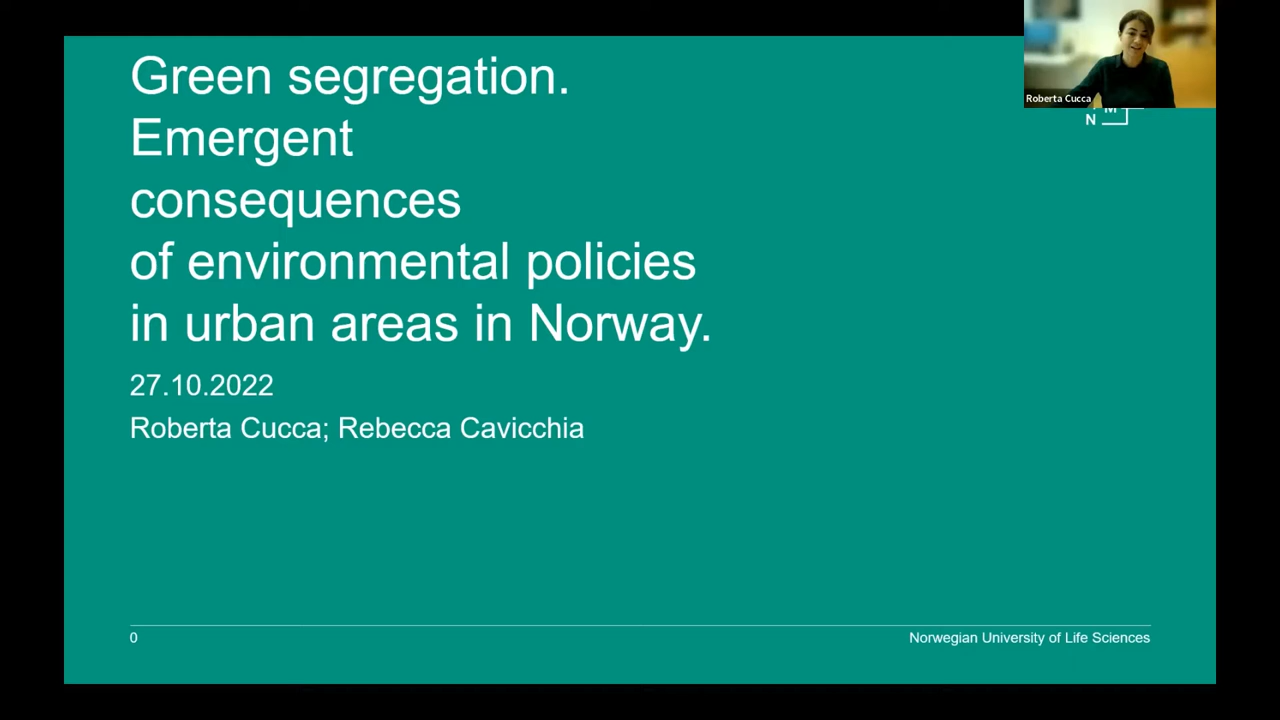 Green segregation.
Emergent
consequences
of environmental policies
in urban areas in Norway.
27.10.2022
Roberta Cucca; Rebecca Cavicchia
Roberta Cucca
N
M
0
Norwegian University of Life Sciences